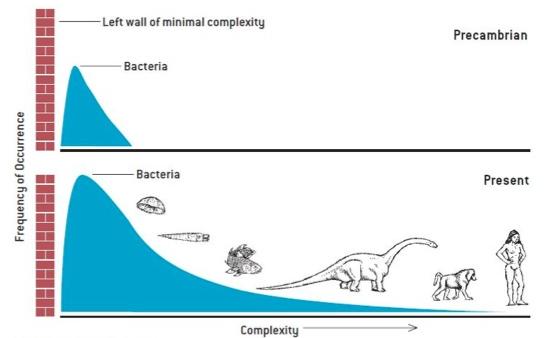 Left wall of minimal complexity
Precambrian
Bacteria
Frequency of Occurrence
Bacteria
Present
Complexity